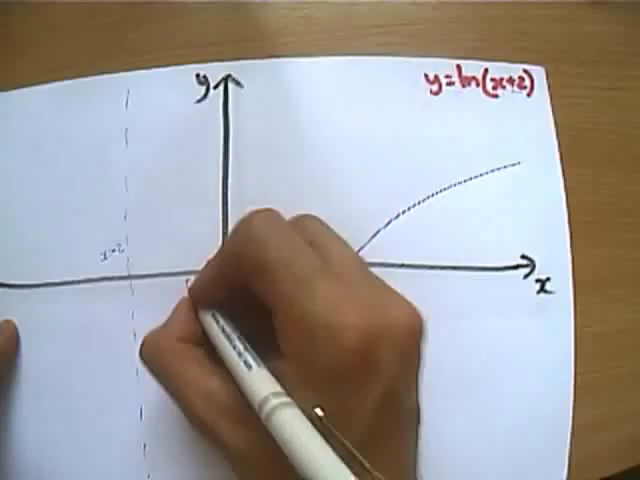 y
y=ln(x+2)
x